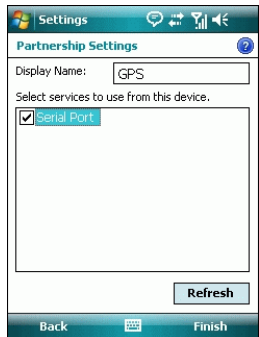 Settings
Partnership Settings
?
Display Name: GPS
Select services to use from this device.
Serial Port
Refresh
Back Finish